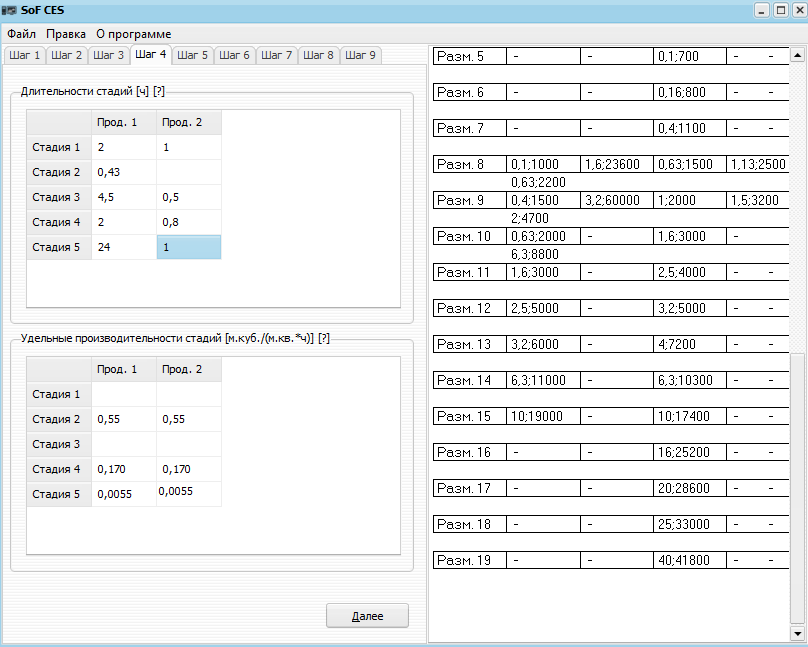 SoF CES
Файл Правка О программе
Шаг 1 Шаг 2 Шаг 3 Шаг 4 Шаг 5 Шаг 6 Шаг 7 Шаг 8 Шаг 9
Длительности стадий [ч] [?]
Прод. 1 Прод. 2
Стадия 1 2 1
Стадия 2 0,43
Стадия 3 4,5 0,5
Стадия 4 2 0,8
Стадия 5 24 1
Удельные производительности стадий [м.куб./(м.кв.*ч)] [?]
Прод. 1 Прод. 2
Стадия 1
Стадия 2 0,55 0,55
Стадия 3
Стадия 4 0,170 0,170
Стадия 5 0,0055 0,0055
Далее
Разм. 5 - - 0,1;700 - -
Разм. 6 - - 0,16;800 - -
Разм. 7 - - 0,4;1100 - -
Разм. 8 0,1;1000 1,6;23600 0,63;1500 1,13;2500
0,63;2200
Разм. 9 0,4;1500 3,2;60000 1;2000 1,5;3200
2;4700
Разм. 10 0,63;2000 - 1,6;3000 -
6,3;8800
Разм. 11 1,6;3000 - 2,5;4000 - -
Разм. 12 2,5;5000 - 3,2;5000 - -
Разм. 13 3,2;6000 - 4;7200 - -
Разм. 14 6,3;11000 - 6,3;10300 - -
Разм. 15 10;19000 - 10;17400 - -
Разм. 16 - - 16;25200 - -
Разм. 17 - - 20;28600 - -
Разм. 18 - - 25;33000 - -
Разм. 19 - - 40;41800 - -